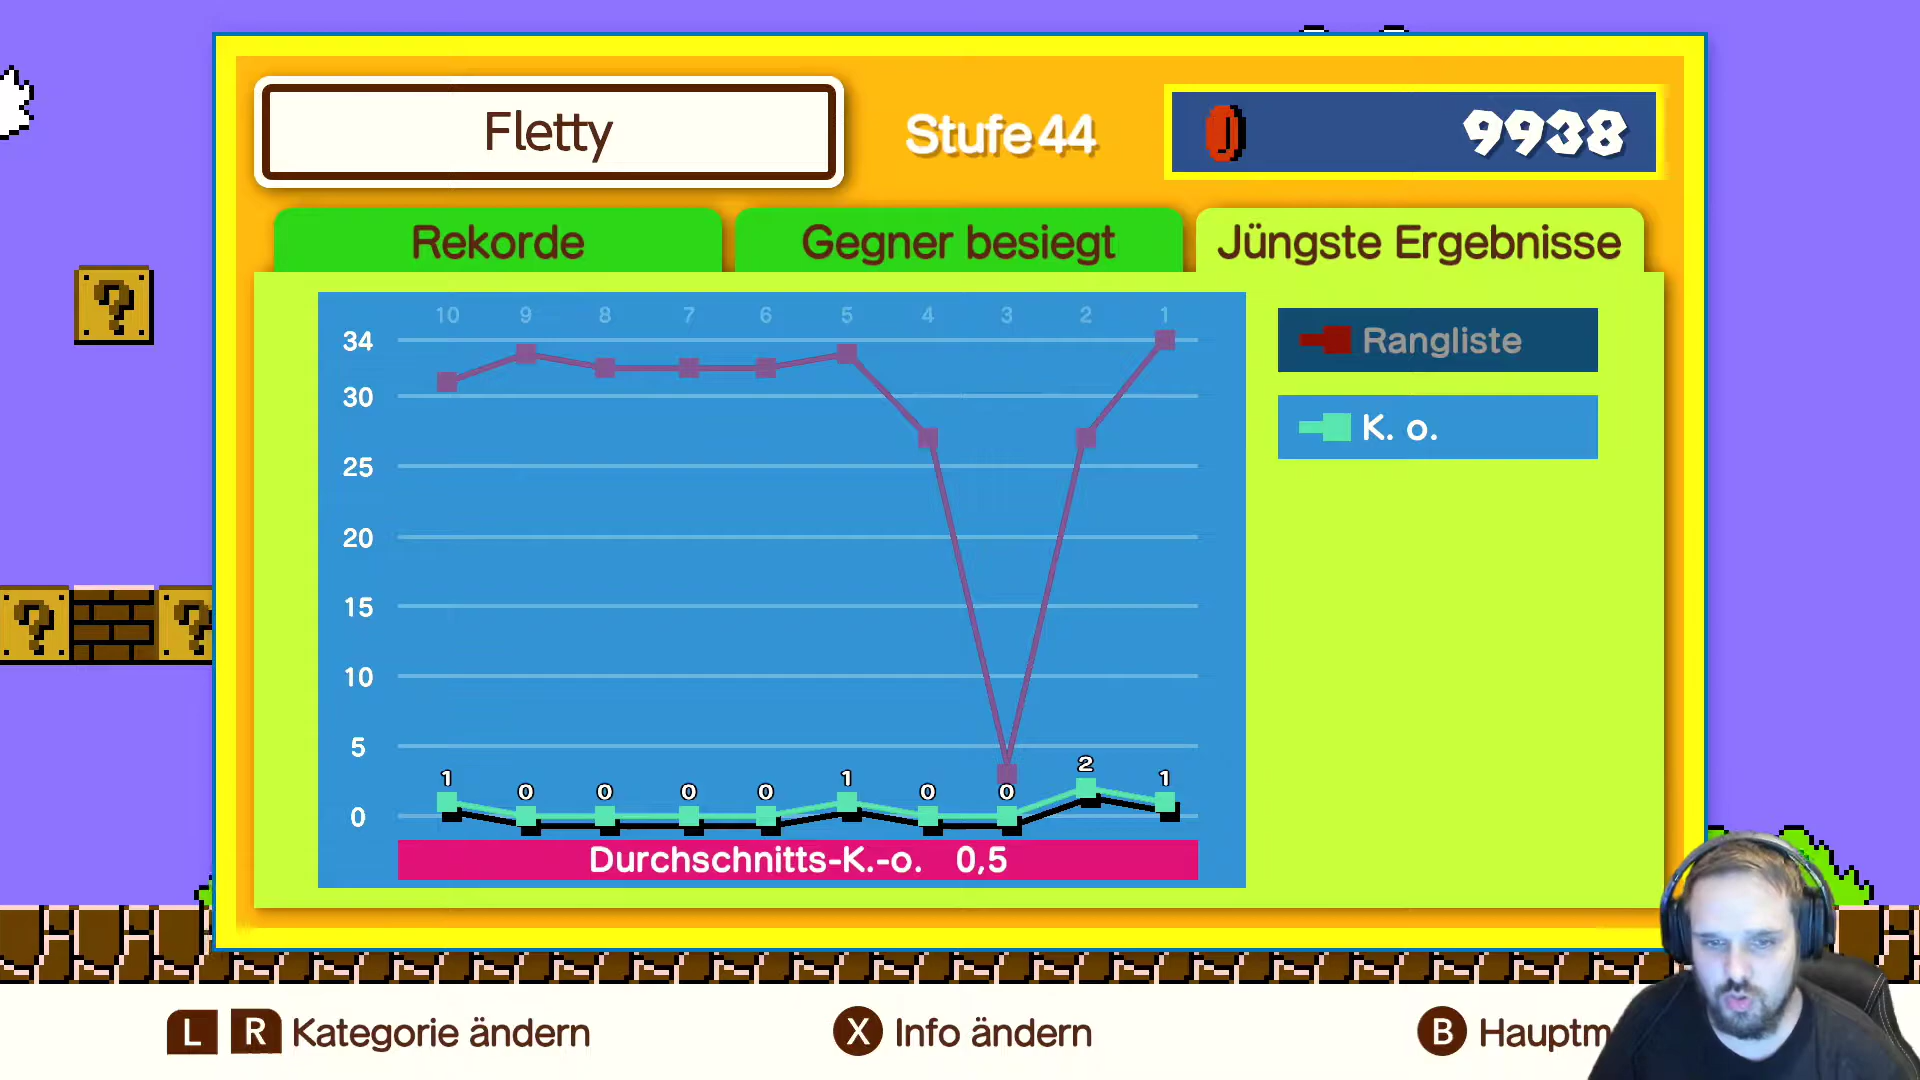 Fletty
Stufe 44
9938
Rekorde
Gegner besiegt
Jüngste Ergebnisse
10 9 8 7 6 5 4 3 2 1
34
30
25
20
15
10
5
0
1 0 0 0 0 1 0 0 2 1
Durchschnitts-K.-o. 0,5
Rangliste
K. o.
L R Kategorie ändern
X Info ändern
B Hauptm